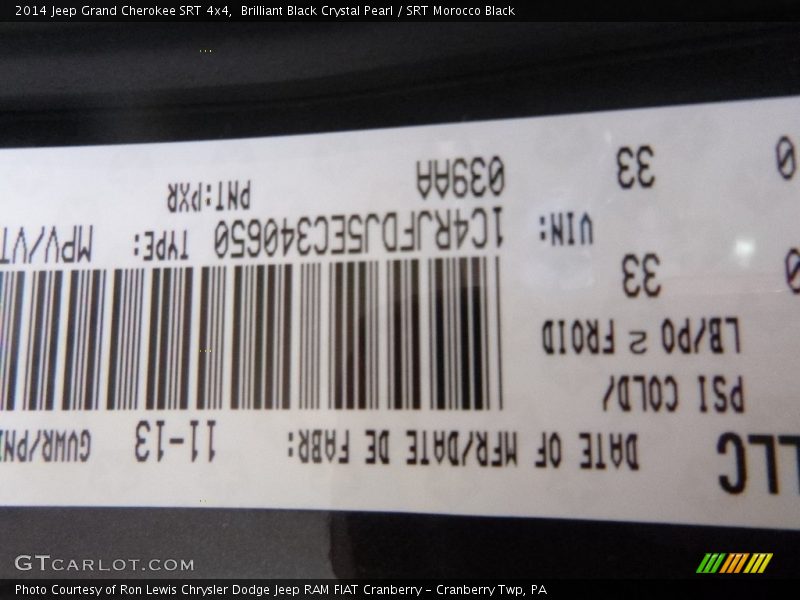 2014 Jeep Grand Cherokee SRT 4x4,  Brilliant Black Crystal Pearl / SRT Morocco Black
LLC
DATE OF MFR/DATE DE FABR: 11-13 GVWR/PN
PSI COLD/
LB/PO 2 FROID
0 33
VIN: 1C4RJFDJ5EC340650 TYPE: MPV/VT
0 33 039AA PNT:PXR
GTCARLOT.COM
Photo Courtesy of Ron Lewis Chrysler Dodge Jeep RAM FIAT Cranberry - Cranberry Twp, PA